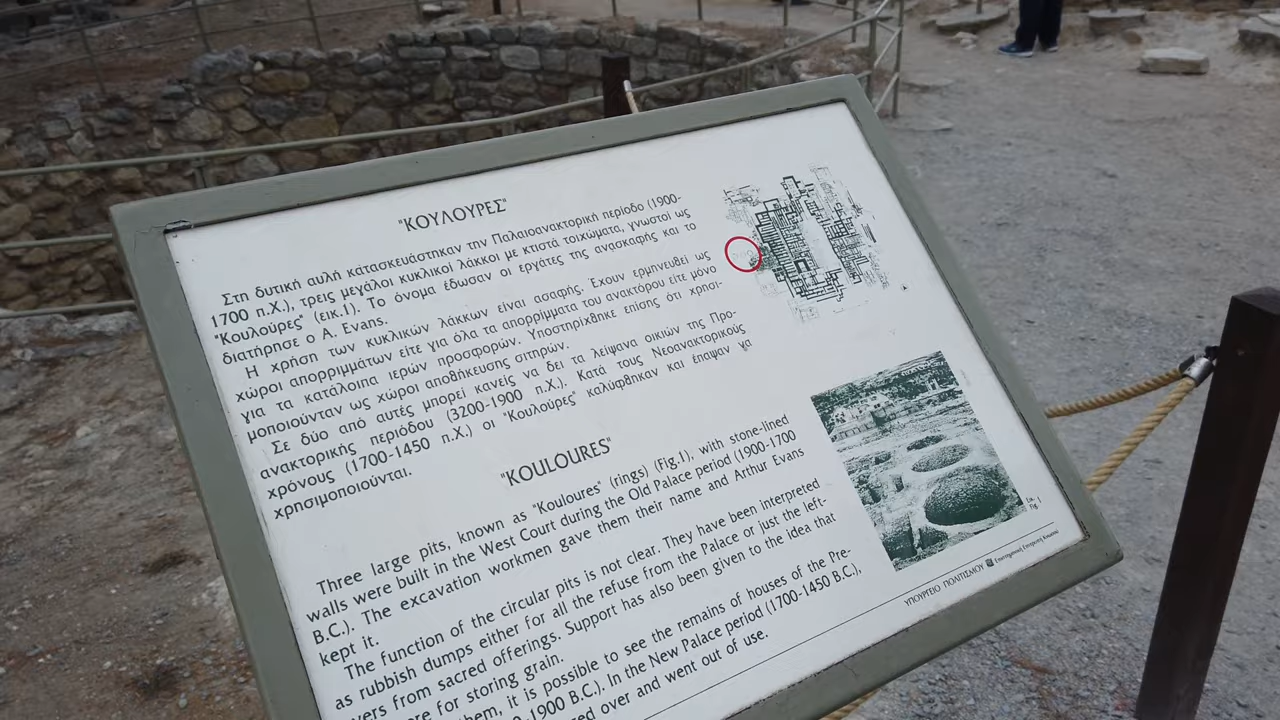 "ΚΟΥΛΟΥΡΕΣ"
Στη δυτική αυλή κατασκευάστηκαν την Παλαιοανακτορική περίοδο (1900-
1700 π.Χ.), τρεις μεγάλοι κυκλικοί λάκκοι με κτιστά τοιχώματα, γνωστοί ως
"Κουλούρες" (εικ.1). Το όνομα έδωσαν οι εργάτες της ανασκαφής και το
διατήρησε ο A. Evans.
Η χρήση των κυκλικών λάκκων είναι ασαφής. Έχουν ερμηνευθεί ως
χώροι απορριμμάτων είτε για όλα τα απορρίμματα του ανακτόρου είτε μόνο
για τα κατάλοιπα ιερών προσφορών. Υποστηρίχθηκε επίσης ότι χρησι-
μοποιούνταν ως χώροι αποθήκευσης σιτηρών.
Σε δύο από αυτές μπορεί κανείς να δει τα λείψανα οικιών της Προ-
ανακτορικής περιόδου (3200-1900 π.Χ.). Κατά τους Νεοανακτορικούς
χρόνους (1700-1450 π.Χ.) οι "Κουλούρες" καλύφθηκαν και έπαψαν να
χρησιμοποιούνται.
"KOULOURES"
Three large pits, known as "Kouloures" (rings) (Fig.1), with stone-lined
walls were built in the West Court during the Old Palace period (1900-1700
B.C.). The excavation workmen gave them their name and Arthur Evans
kept it.
The function of the circular pits is not clear. They have been interpreted
as rubbish dumps either for all the refuse from the Palace or just the left-
overs from sacred offerings. Support has also been given to the idea that
for storing grain.
them, it is possible to see the remains of houses of the Pre-
1900 B.C.). In the New Palace period (1700-1450 B.C.),
over and went out of use.
ΥΠΟΥΡΓΕΙΟ ΠΟΛΙΤΙΣΜΟΥ Επιστημονική Επιτροπή Κνωσού